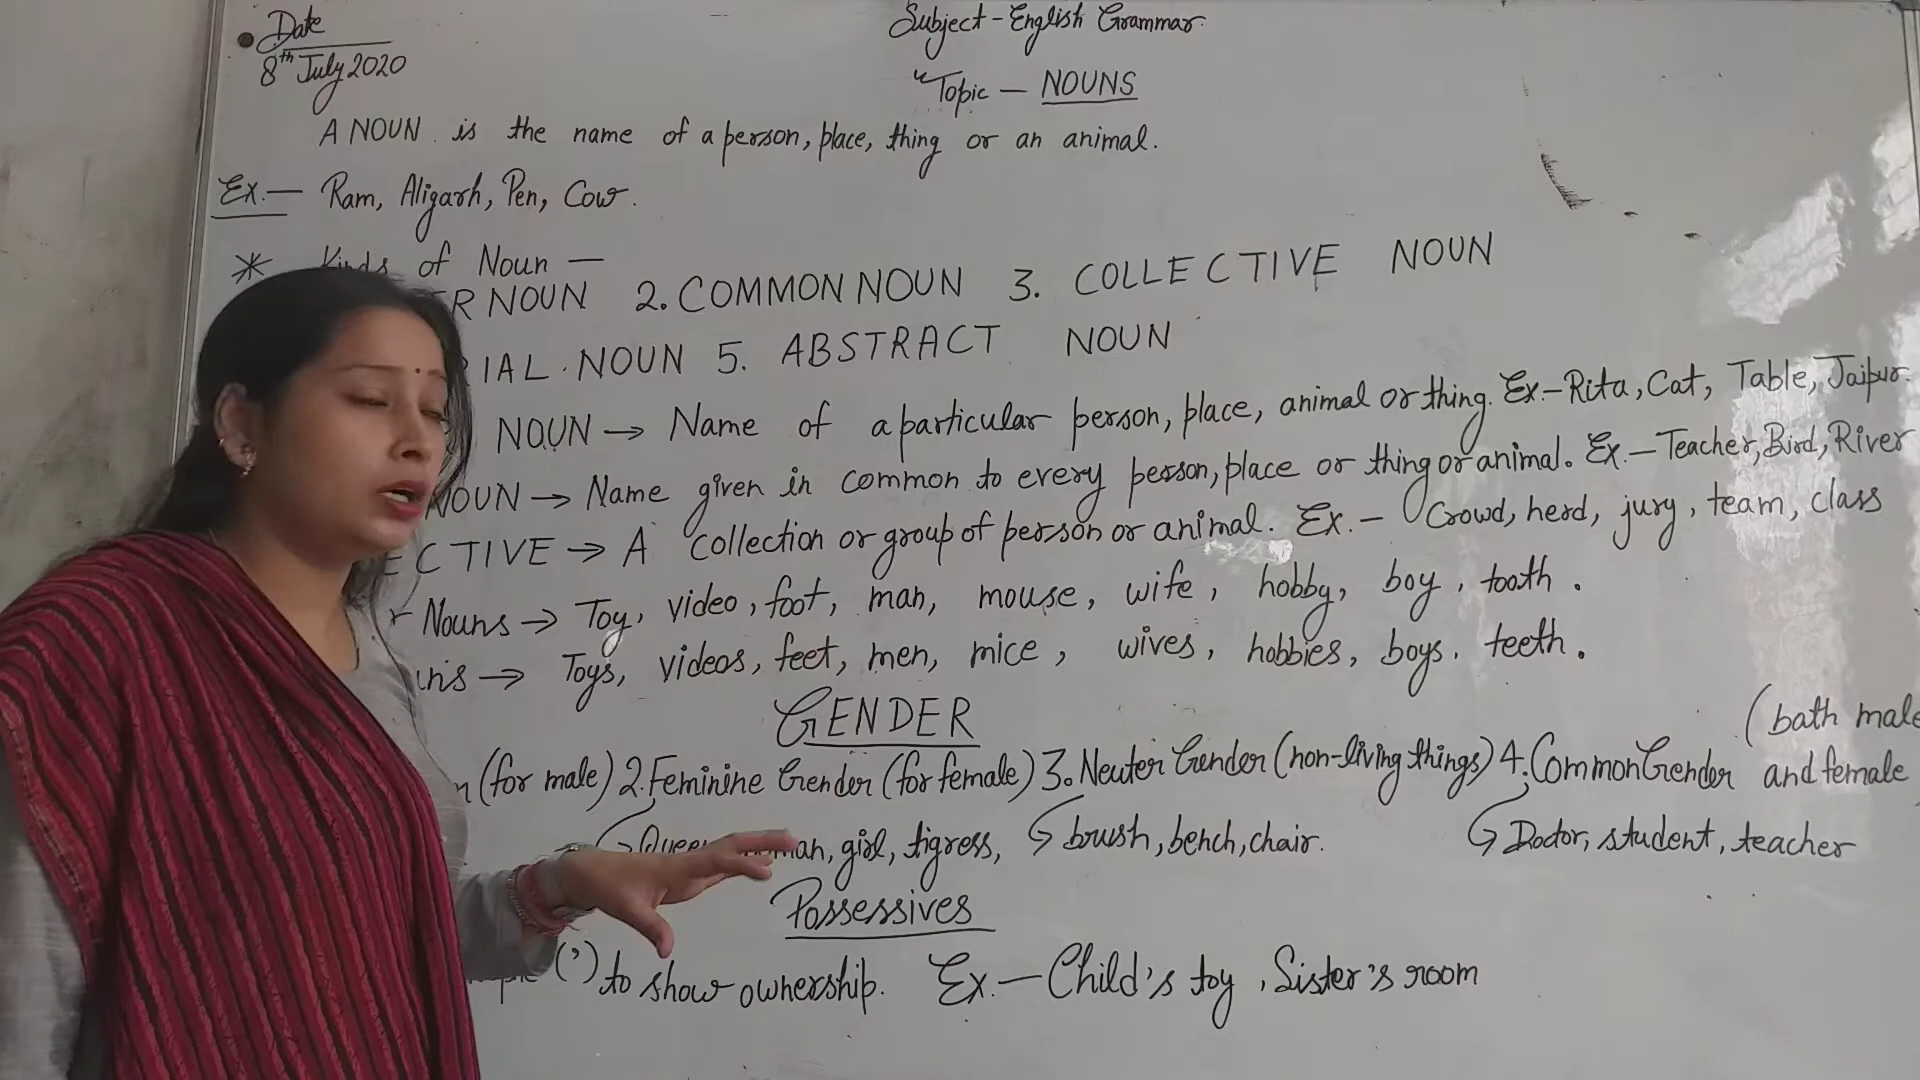 Date
8th July 2020
Subject - English Grammar.
"Topic — NOUNS
A NOUN is the name of a person, place, thing or an animal.
Ex.— Ram, Aligarh, Pen, Cow.
* Kinds of Noun —
R NOUN 2. COMMON NOUN 3. COLLECTIVE NOUN
IAL NOUN 5. ABSTRACT NOUN
NOUN → Name of a particular person, place, animal or thing. Ex.- Rita, Cat, Table, Jaipur.
NOUN → Name given in common to every person, place or thing or animal. Ex.— Teacher, Bird, River
ECTIVE → A collection or group of person or animal. Ex.- Crowd, herd, jury, team, class
r Nouns → Toy, video, foot, man, mouse, wife, hobby, boy, tooth.
→ Toys, videos, feet, men, mice, wives, hobbies, boys, teeth.
GENDER
(for male) 2. Feminine Gender (for female) 3. Neuter Gender (non-living things) 4. Common Gender (both male and female
Queen, man, girl, tigress, brush, bench, chair. Doctor, student, teacher
Possessives
(') to show ownership. Ex.— Child's toy, Sister's room